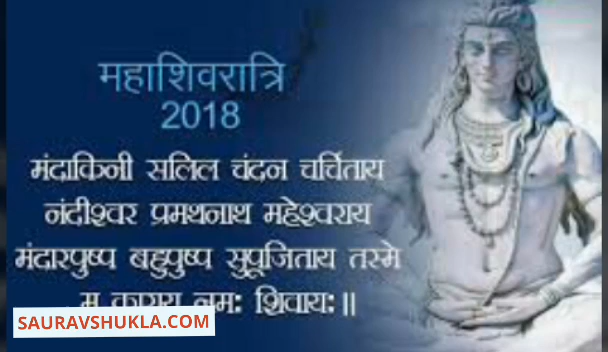 महाशिवरात्रि
2018
मंदाकिनी सलिल चंदन चर्चिताय
नंदीश्वर प्रमथनाथ महेश्वराय
मंदारपुष्प बहुपुष्प सुपूजिताय तस्मे
म काराय नम: शिवाय:॥
SAURAVSHUKLA.COM